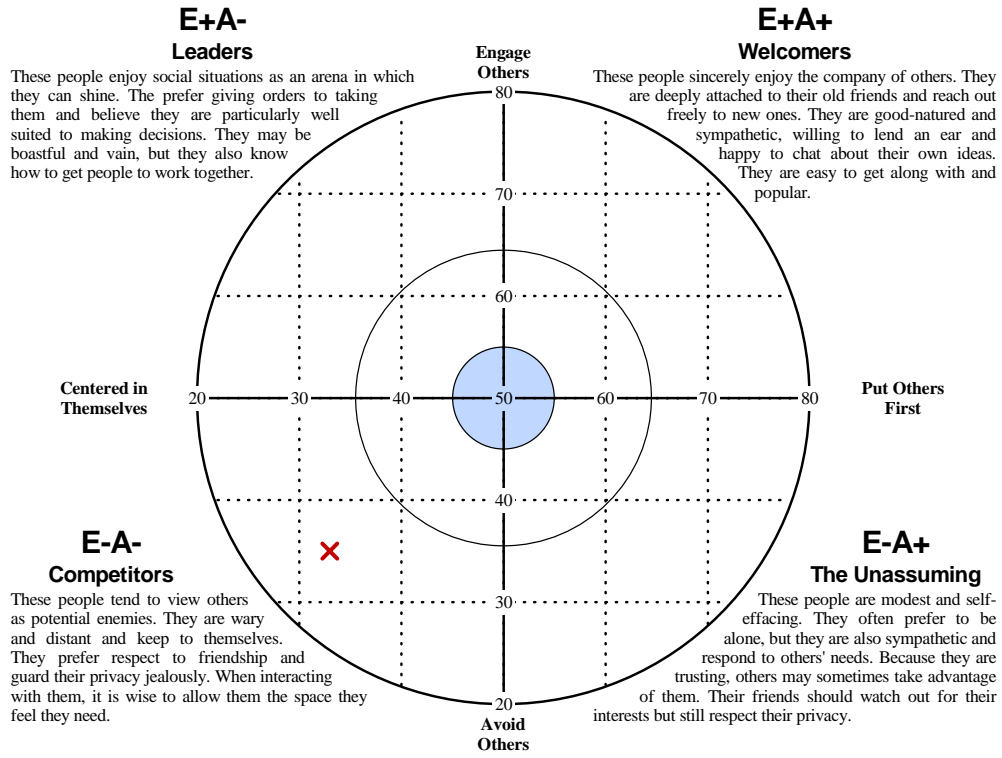 E+A-
Leaders
These people enjoy social situations as an arena in which
they can shine. The prefer giving orders to taking
them and believe they are particularly well
suited to making decisions. They may be
boastful and vain, but they also know
how to get people to work together.
Engage
Others
E+A+
Welcomers
These people sincerely enjoy the company of others. They
are deeply attached to their old friends and reach out
freely to new ones. They are good-natured and
sympathetic, willing to lend an ear and
happy to chat about their own ideas.
They are easy to get along with and
popular.
80
70
60
Centered in
Themselves
20 30 40 50 60 70 80
Put Others
First
40
30
20
Avoid
Others
E-A-
Competitors
These people tend to view others
as potential enemies. They are wary
and distant and keep to themselves.
They prefer respect to friendship and
guard their privacy jealously. When interacting
with them, it is wise to allow them the space they
feel they need.
E-A+
The Unassuming
These people are modest and self-
effacing. They often prefer to be
alone, but they are also sympathetic and
respond to others' needs. Because they are
trusting, others may sometimes take advantage
of them. Their friends should watch out for their
interests but still respect their privacy.